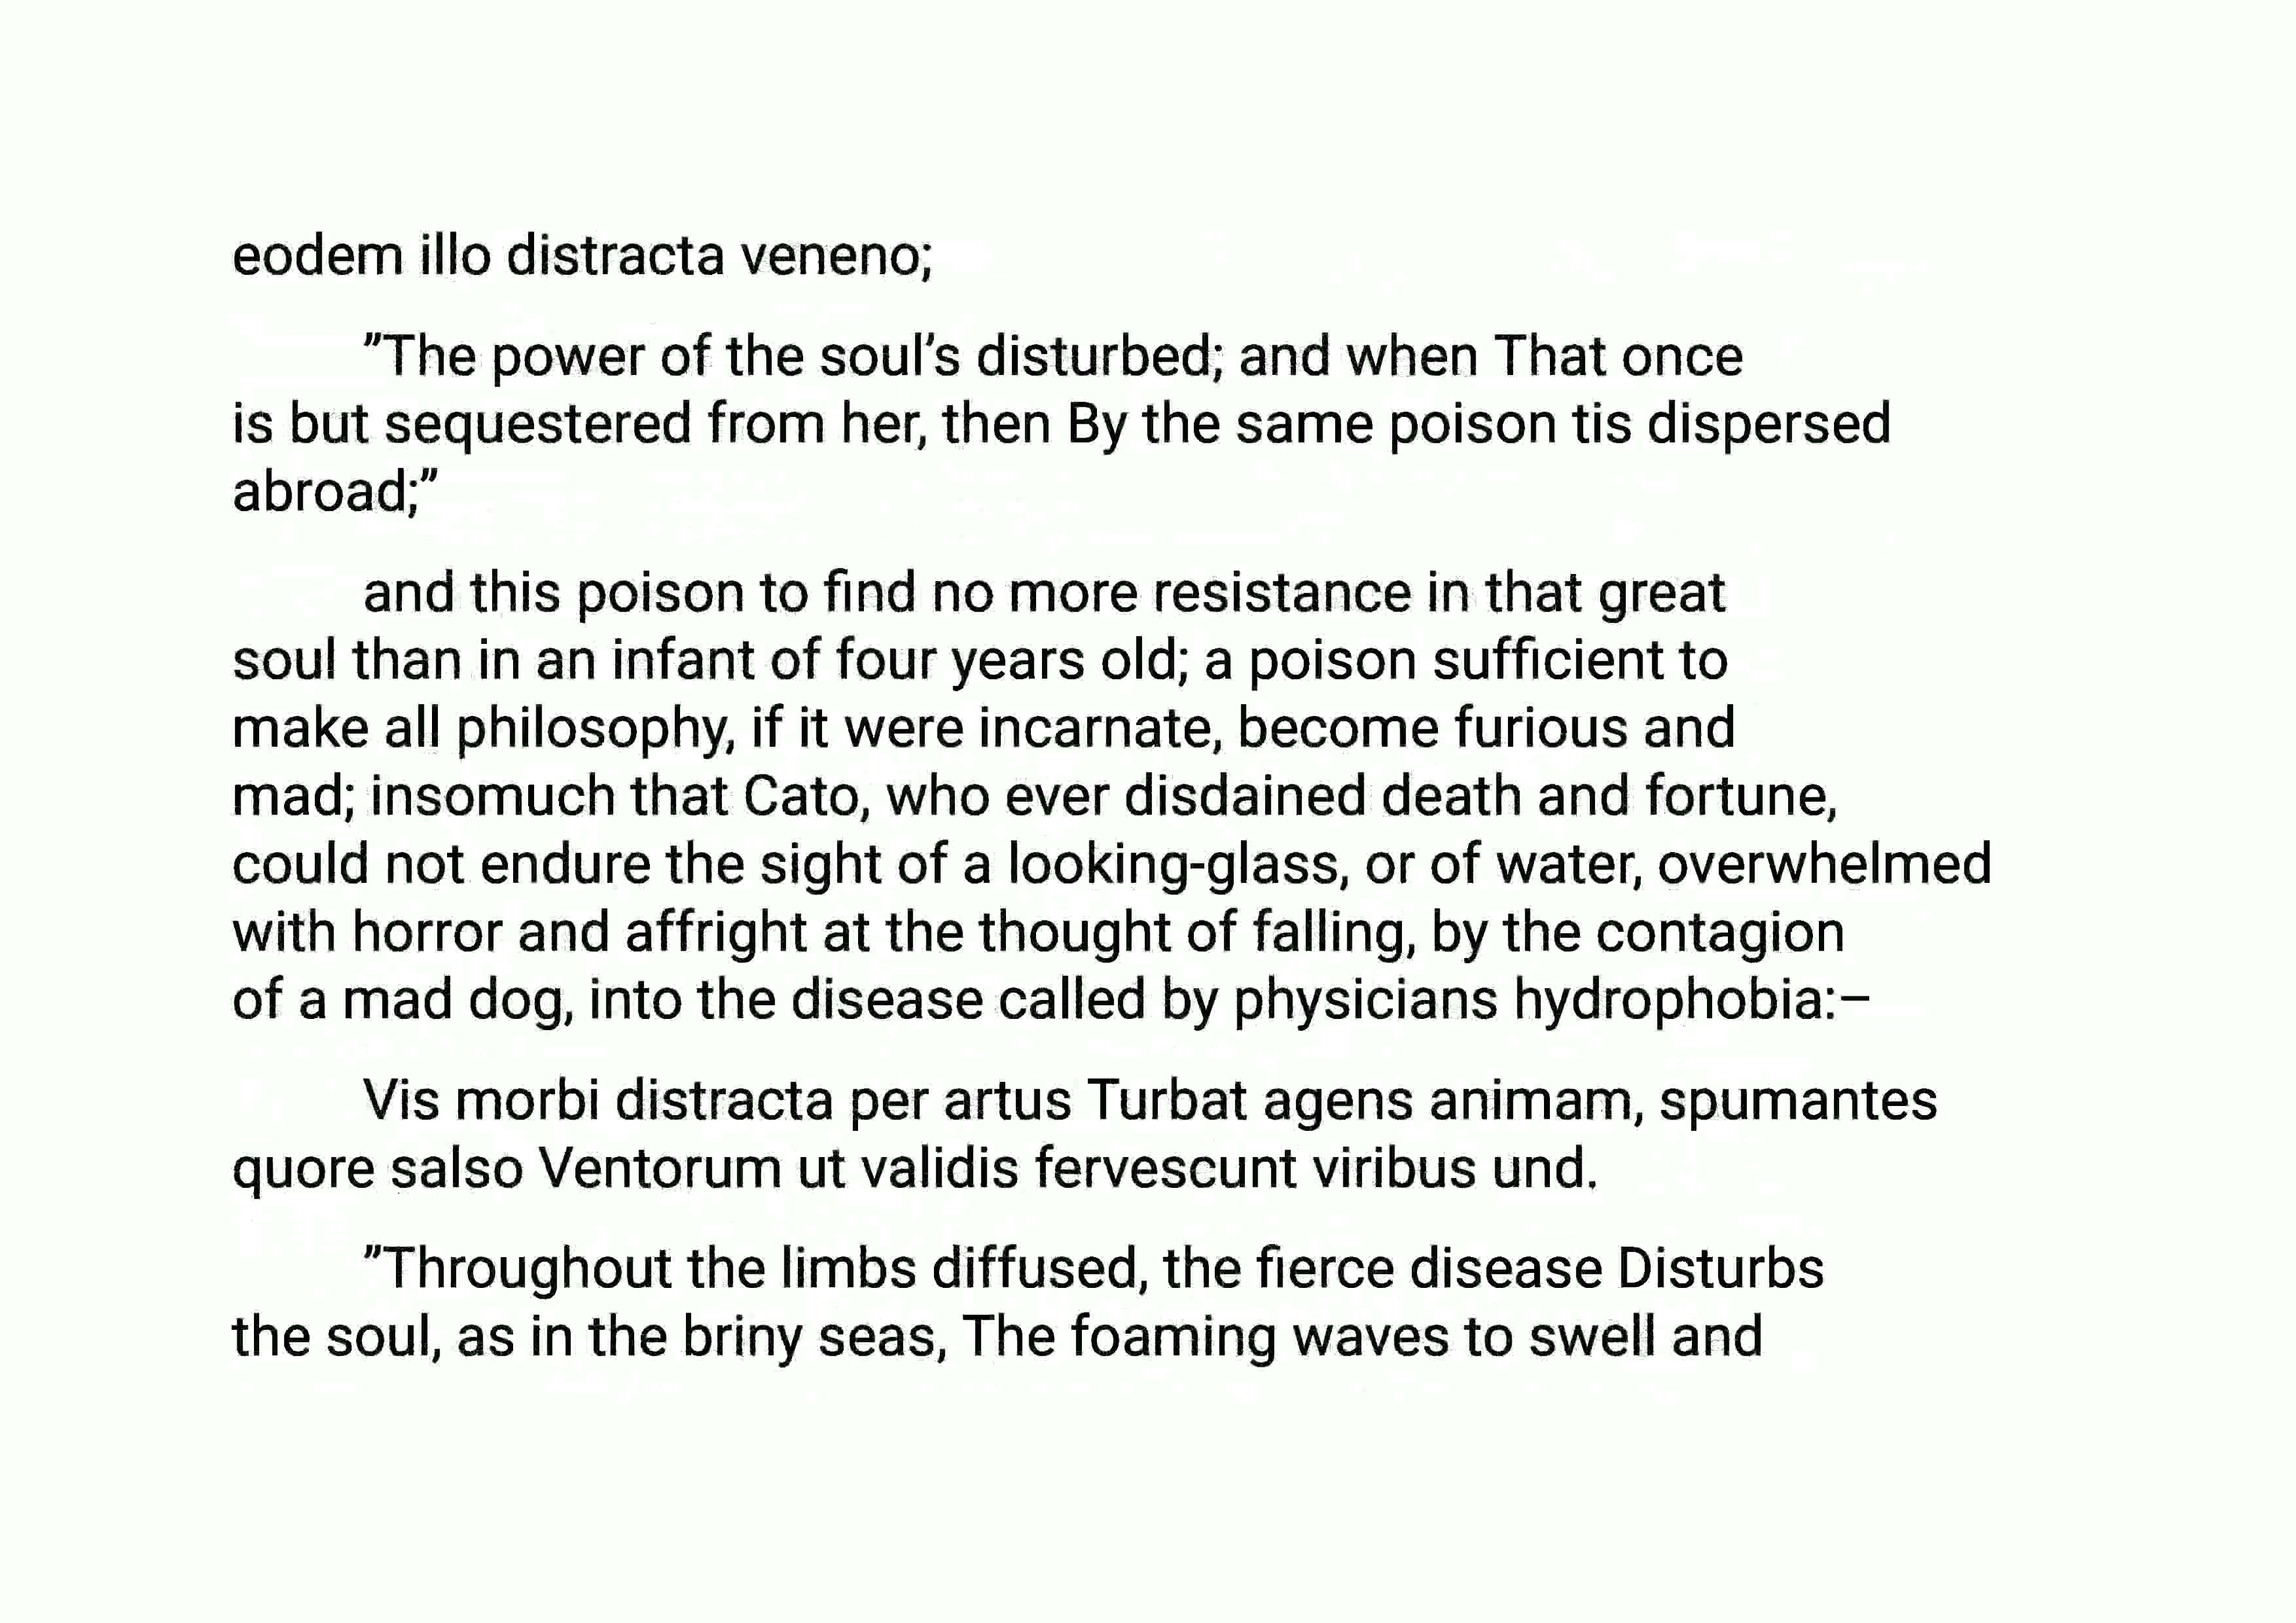 eodem illo distracta veneno;
”The power of the soul’s disturbed; and when That once
is but sequestered from her, then By the same poison tis dispersed
abroad;”
and this poison to find no more resistance in that great
soul than in an infant of four years old; a poison sufficient to
make all philosophy, if it were incarnate, become furious and
mad; insomuch that Cato, who ever disdained death and fortune,
could not endure the sight of a looking-glass, or of water, overwhelmed
with horror and affright at the thought of falling, by the contagion
of a mad dog, into the disease called by physicians hydrophobia:–
Vis morbi distracta per artus Turbat agens animam, spumantes
quore salso Ventorum ut validis fervescunt viribus und.
”Throughout the limbs diffused, the fierce disease Disturbs
the soul, as in the briny seas, The foaming waves to swell and